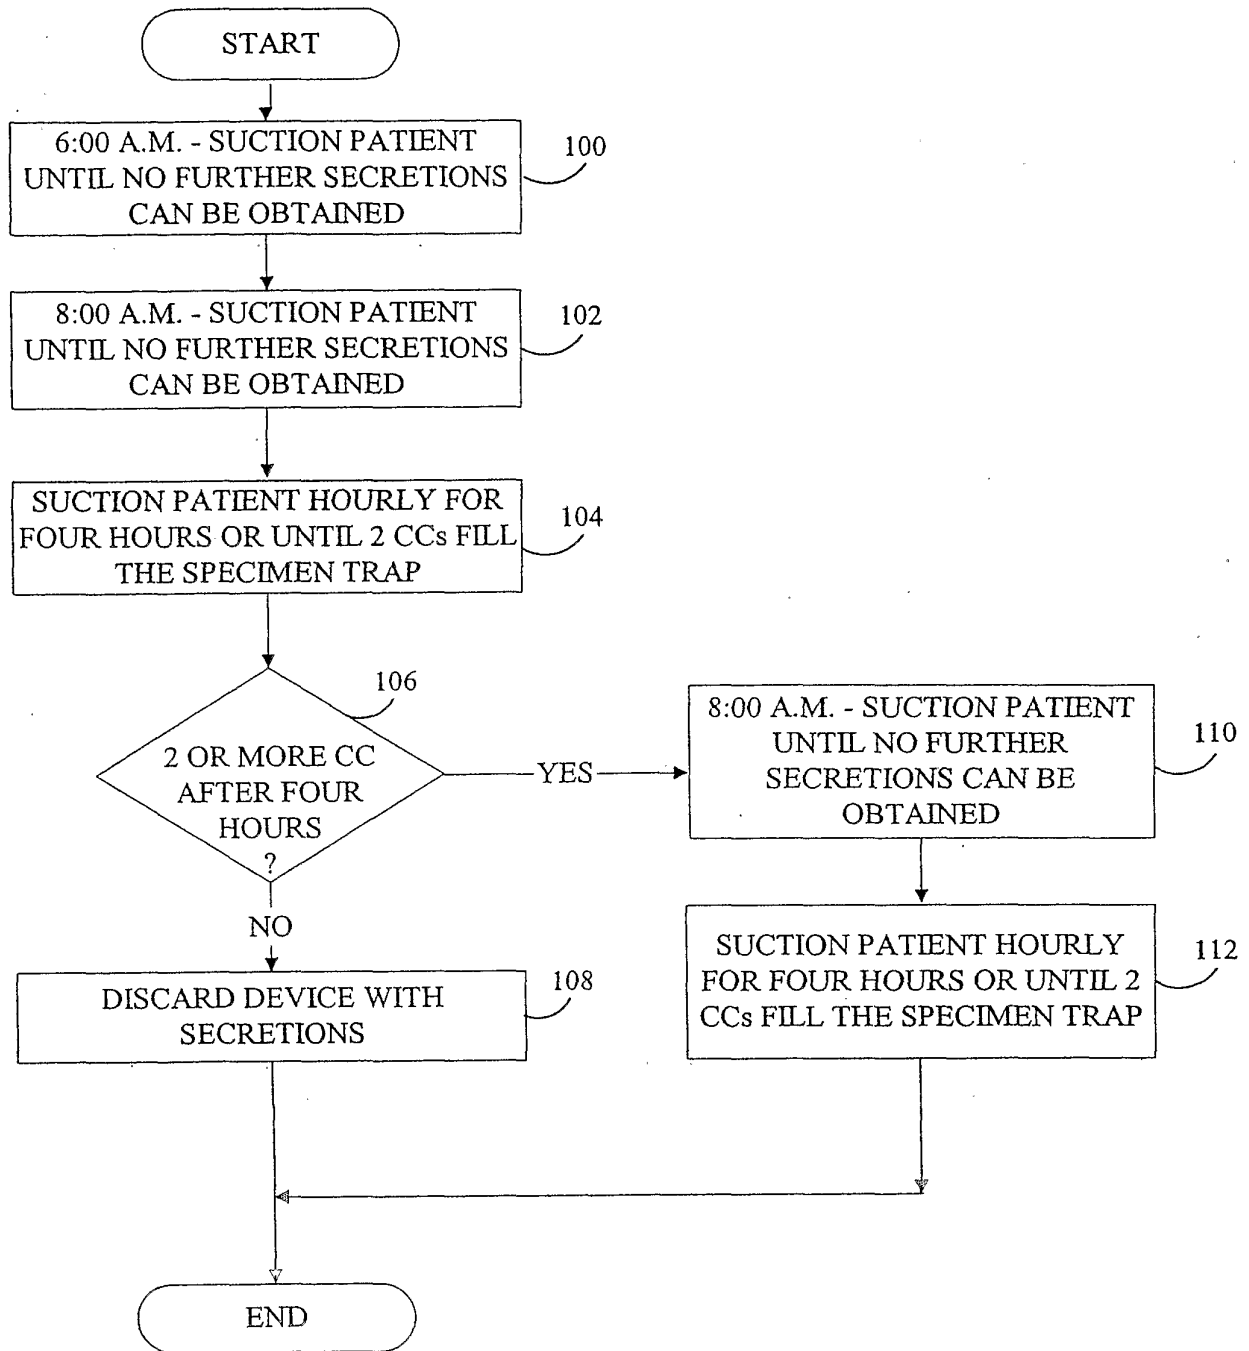 START
6:00 A.M. - SUCTION PATIENT
UNTIL NO FURTHER SECRETIONS
CAN BE OBTAINED
100
8:00 A.M. - SUCTION PATIENT
UNTIL NO FURTHER SECRETIONS
CAN BE OBTAINED
102
SUCTION PATIENT HOURLY FOR
FOUR HOURS OR UNTIL 2 CCs FILL
THE SPECIMEN TRAP
104
106
2 OR MORE CC
AFTER FOUR
HOURS
?
YES
8:00 A.M. - SUCTION PATIENT
UNTIL NO FURTHER
SECRETIONS CAN BE
OBTAINED
110
NO
DISCARD DEVICE WITH
SECRETIONS
108
SUCTION PATIENT HOURLY
FOR FOUR HOURS OR UNTIL 2
CCs FILL THE SPECIMEN TRAP
112
END